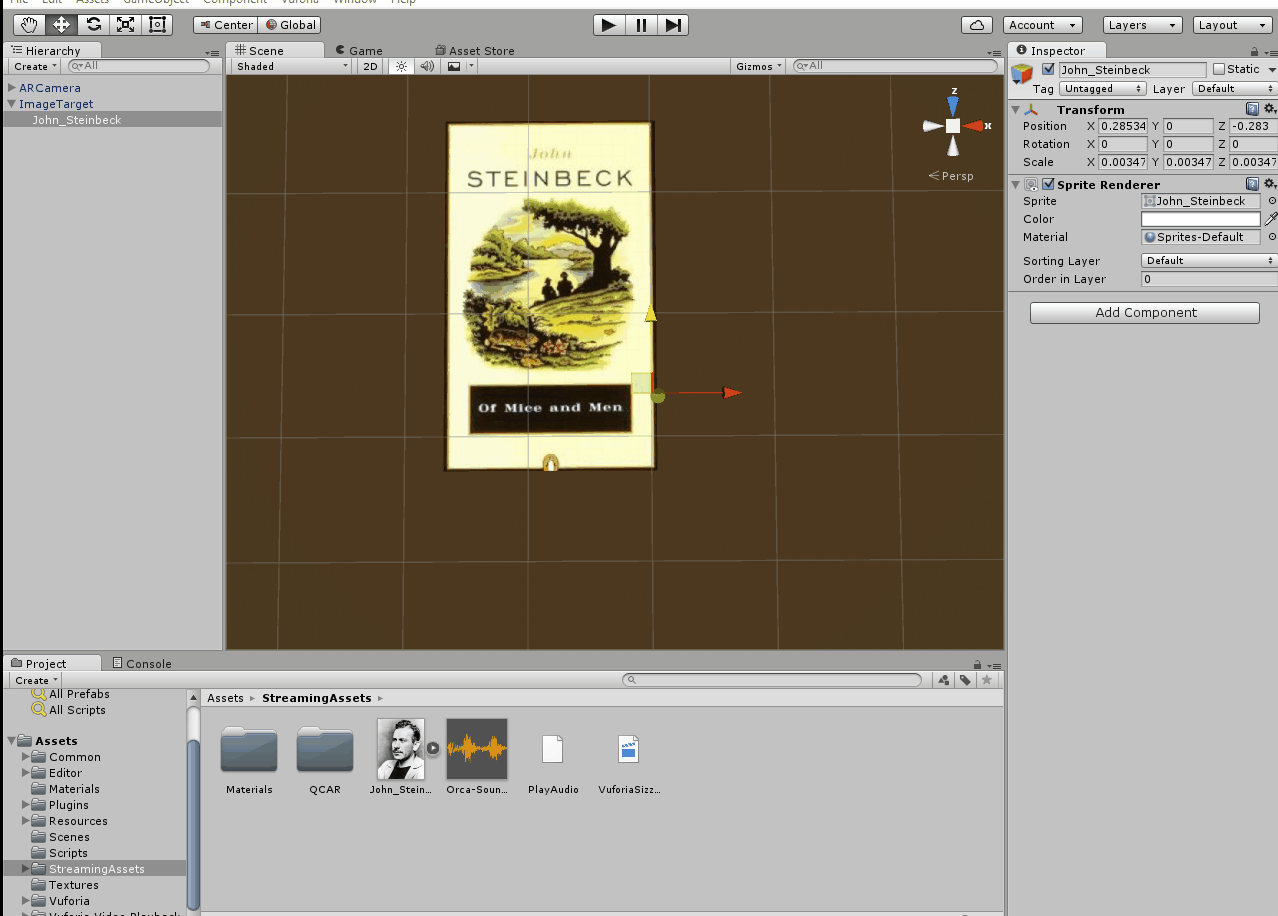 File Edit Assets GameObject Component Vuforia Window Help
Center Global Account Layers Layout
Hierarchy
Create All
ARCamera
ImageTarget
John_Steinbeck
Scene Game Asset Store
Shaded 2D Gizmos All
z
x
Persp
John
STEINBECK
Of Mice and Men
Inspector
John_Steinbeck Static
Tag Untagged Layer Default
Transform
Position X 0.28534 Y 0 Z -0.283
Rotation X 0 Y 0 Z 0
Scale X 0.00347 Y 0.00347 Z 0.00347
Sprite Renderer
Sprite John_Steinbeck
Color
Material Sprites-Default
Sorting Layer Default
Order in Layer 0
Add Component
Project Console
Create
All Prefabs
All Scripts
Assets
Common
Editor
Materials
Plugins
Resources
Scenes
Scripts
StreamingAssets
Textures
Vuforia
Vuforia Video Playback
Assets StreamingAssets
Materials QCAR John_Stein... Orca-Soun... PlayAudio VuforiaSizz...